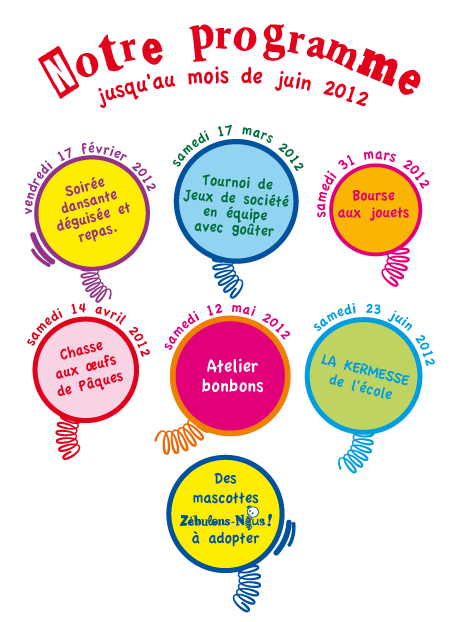 Notre programme
jusqu'au mois de juin 2012
vendredi 17 février 2012
Soirée
dansante
déguisée et
repas.
samedi 17 mars 2012
Tournoi de
Jeux de société
en équipe
avec goûter
samedi 31 mars 2012
Bourse
aux jouets
samedi 14 avril 2012
Chasse
aux œufs
de Pâques
samedi 12 mai 2012
Atelier
bonbons
samedi 23 juin 2012
LA KERMESSE
de l'école
Des
mascottes
Zébulons-Nous!
à adopter